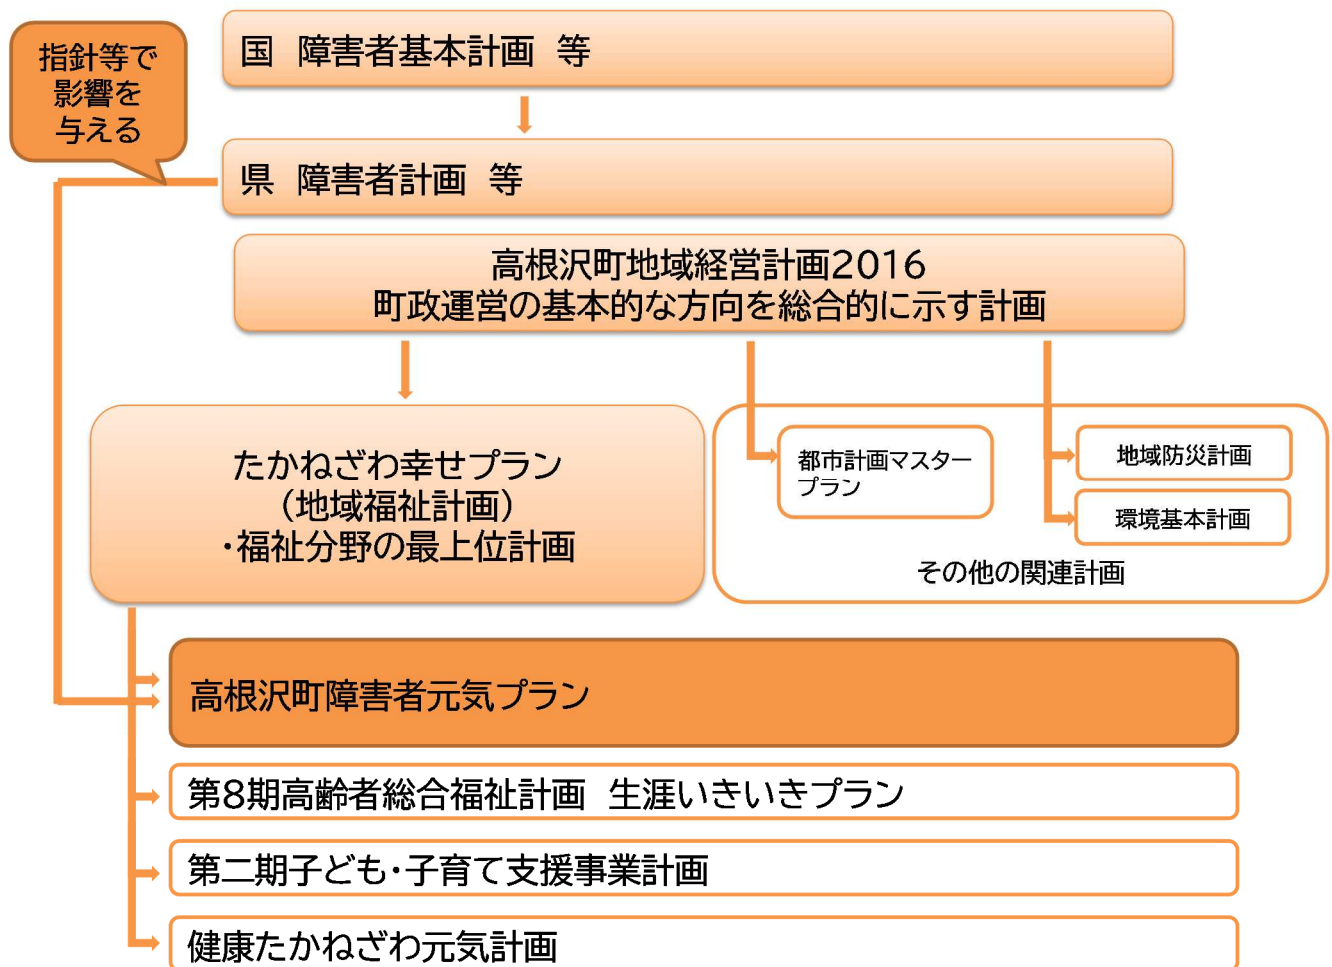 指針等で
影響を
与える
国 障害者基本計画 等
県 障害者計画 等
高根沢町地域経営計画2016
町政運営の基本的な方向を総合的に示す計画
たかねざわ幸せプラン
（地域福祉計画）
・福祉分野の最上位計画
都市計画マスター
プラン
地域防災計画
環境基本計画
その他の関連計画
高根沢町障害者元気プラン
第8期高齢者総合福祉計画 生涯いきいきプラン
第二期子ども・子育て支援事業計画
健康たかねざわ元気計画